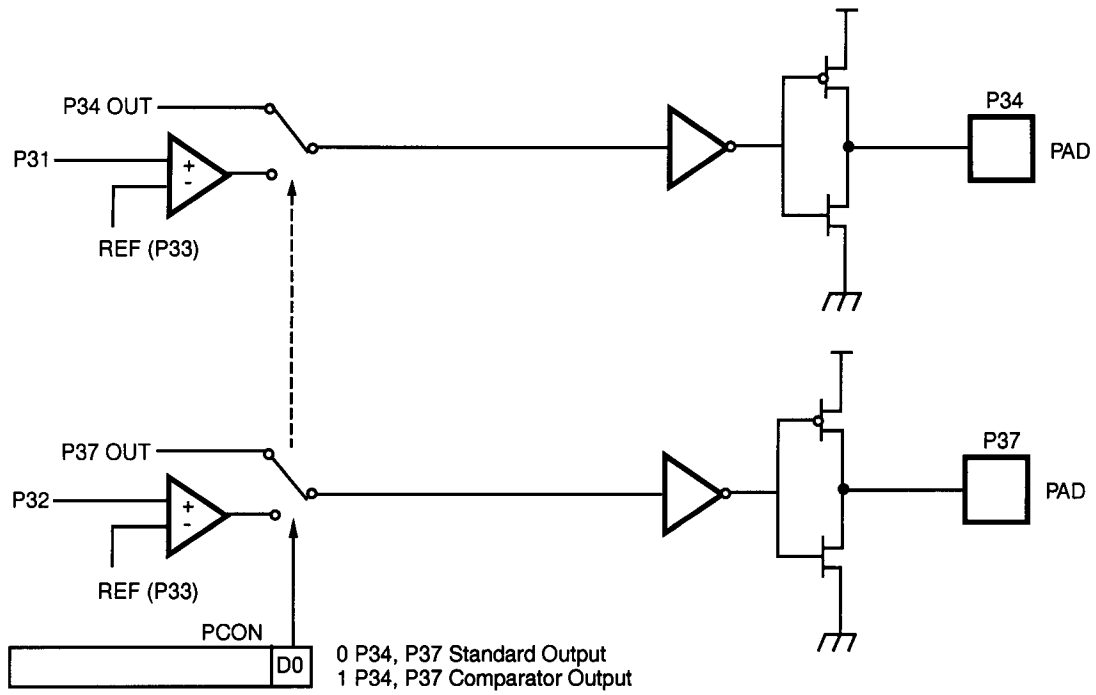 P34 OUT
P31
+
-
REF (P33)
P34
PAD
P37 OUT
P32
+
-
REF (P33)
P37
PAD
PCON
D0
0 P34, P37 Standard Output
1 P34, P37 Comparator Output